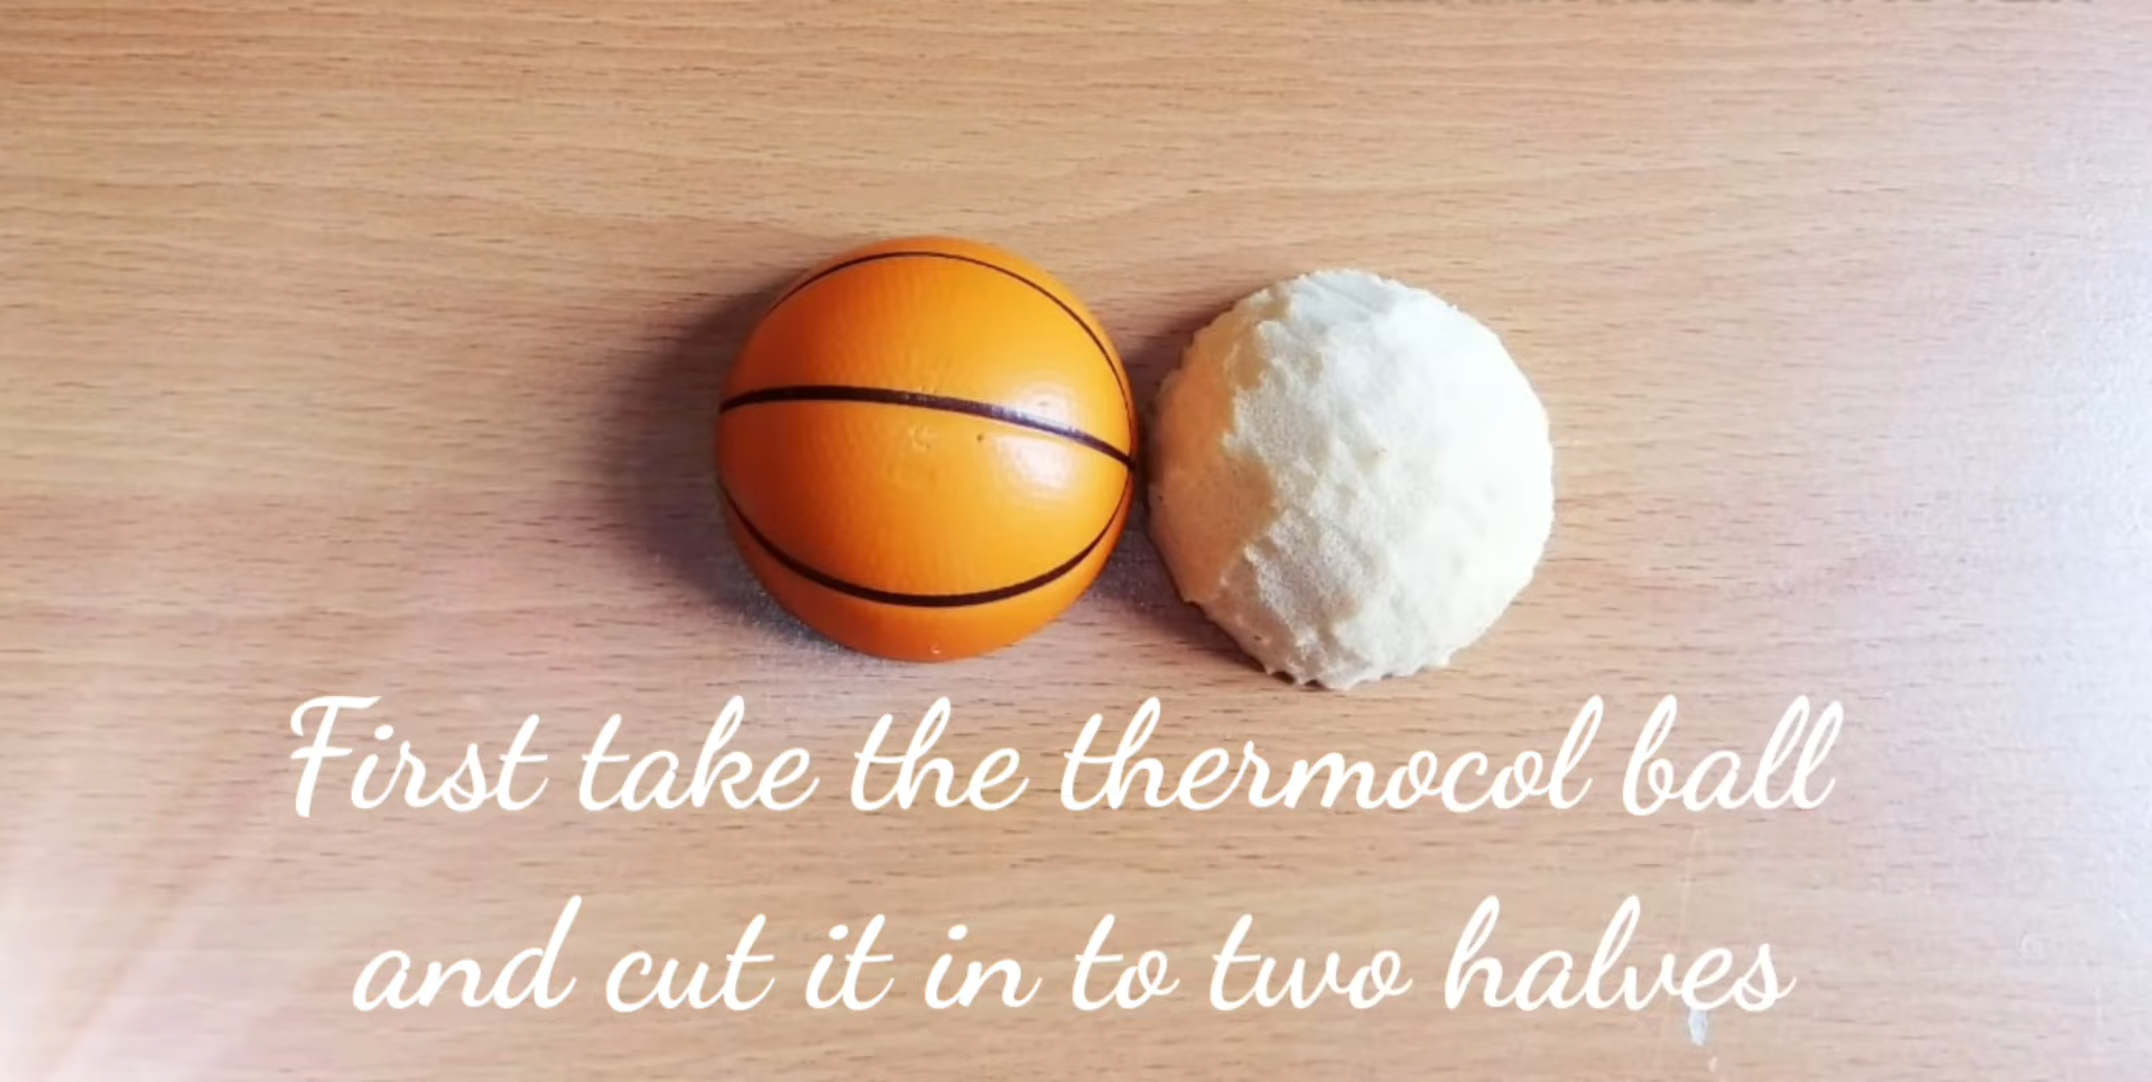 First take the thermocol ball
and cut it in to two halves